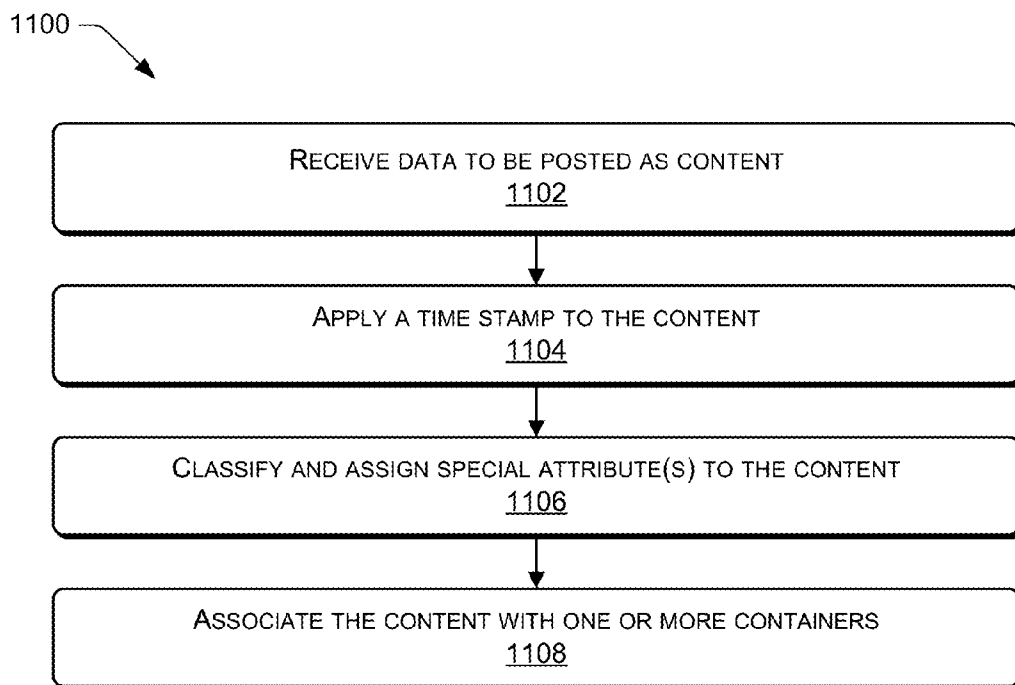 1100
RECEIVE DATA TO BE POSTED AS CONTENT
1102
APPLY A TIME STAMP TO THE CONTENT
1104
CLASSIFY AND ASSIGN SPECIAL ATTRIBUTE(S) TO THE CONTENT
1106
ASSOCIATE THE CONTENT WITH ONE OR MORE CONTAINERS
1108